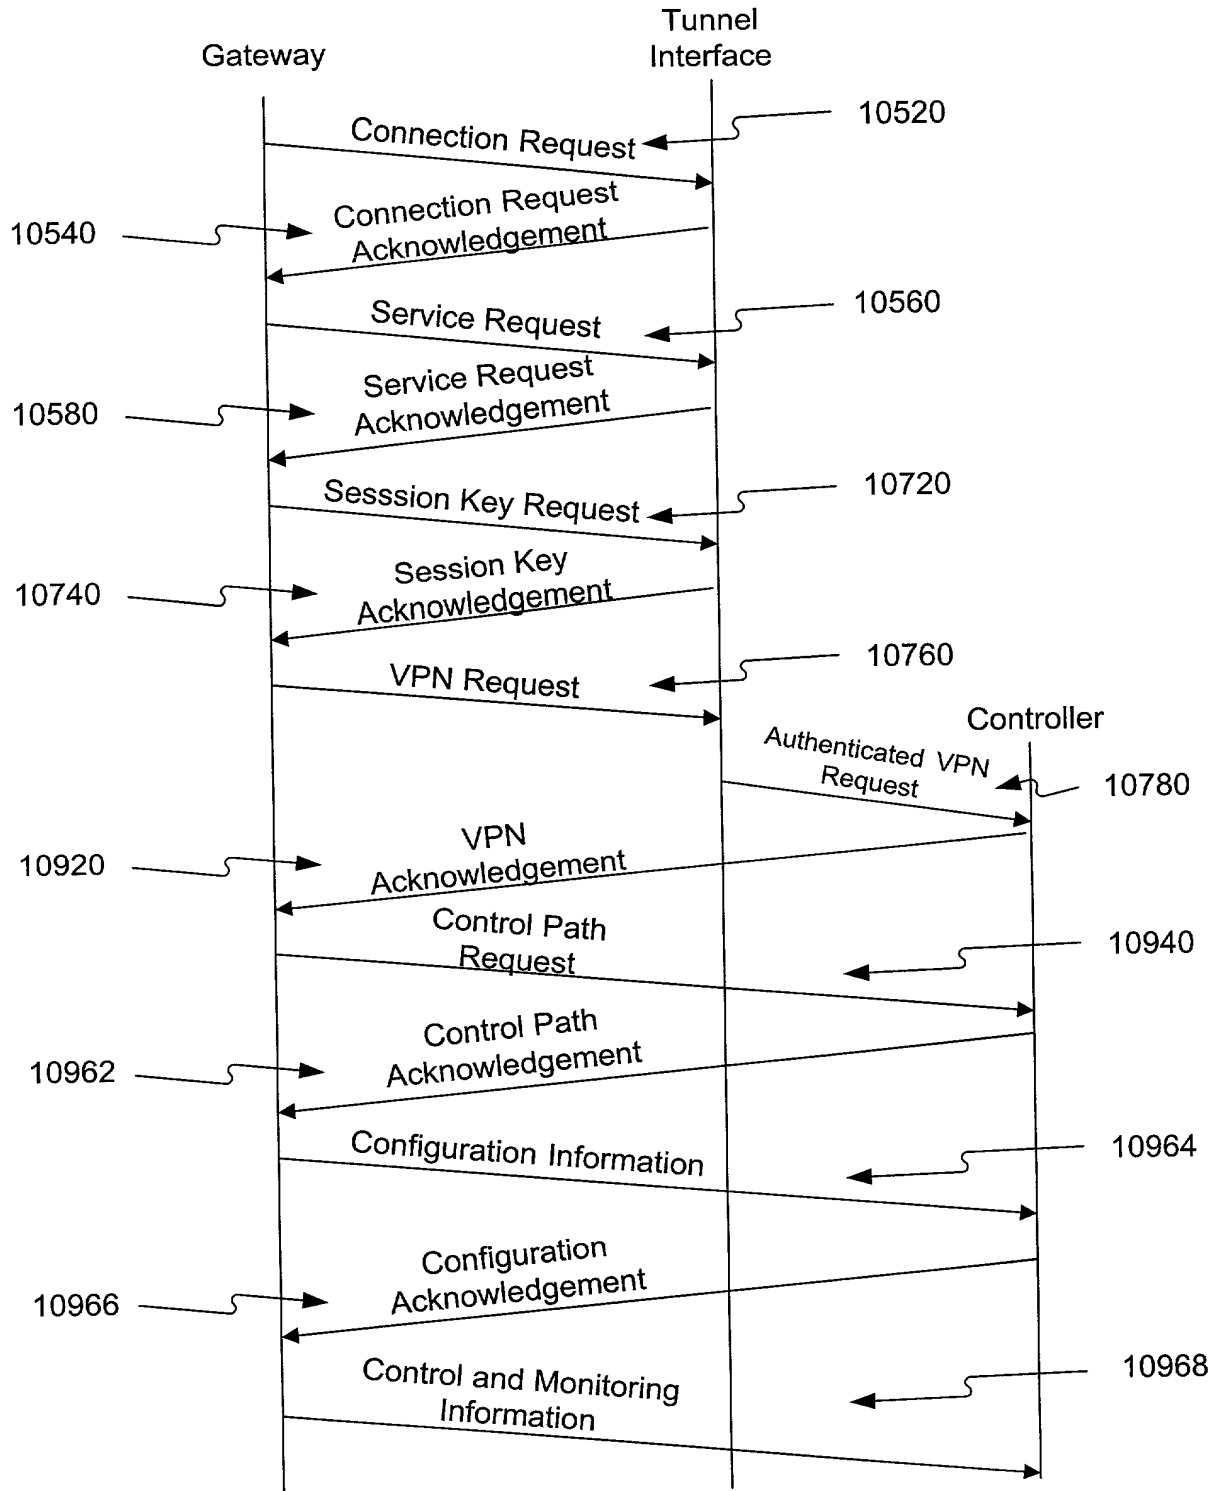 Tunnel
Gateway
Interface
10520
Connection Request
Connection Request
10540
Acknowledgement
10560
Service Request
Service Request
10580
Acknowledgement
10720
Sesssion Key Request
Session Key
10740
Acknowledgement
10760
VPN Request
Controller
Authenticated VPN
Request
10780
VPN
10920
Acknowledgement
Control Path
10940
Request
Control Path
10962
Acknowledgement
10964
Configuration Information
Configuration
10966
Acknowledgement
10968
Control and Monitoring
Information